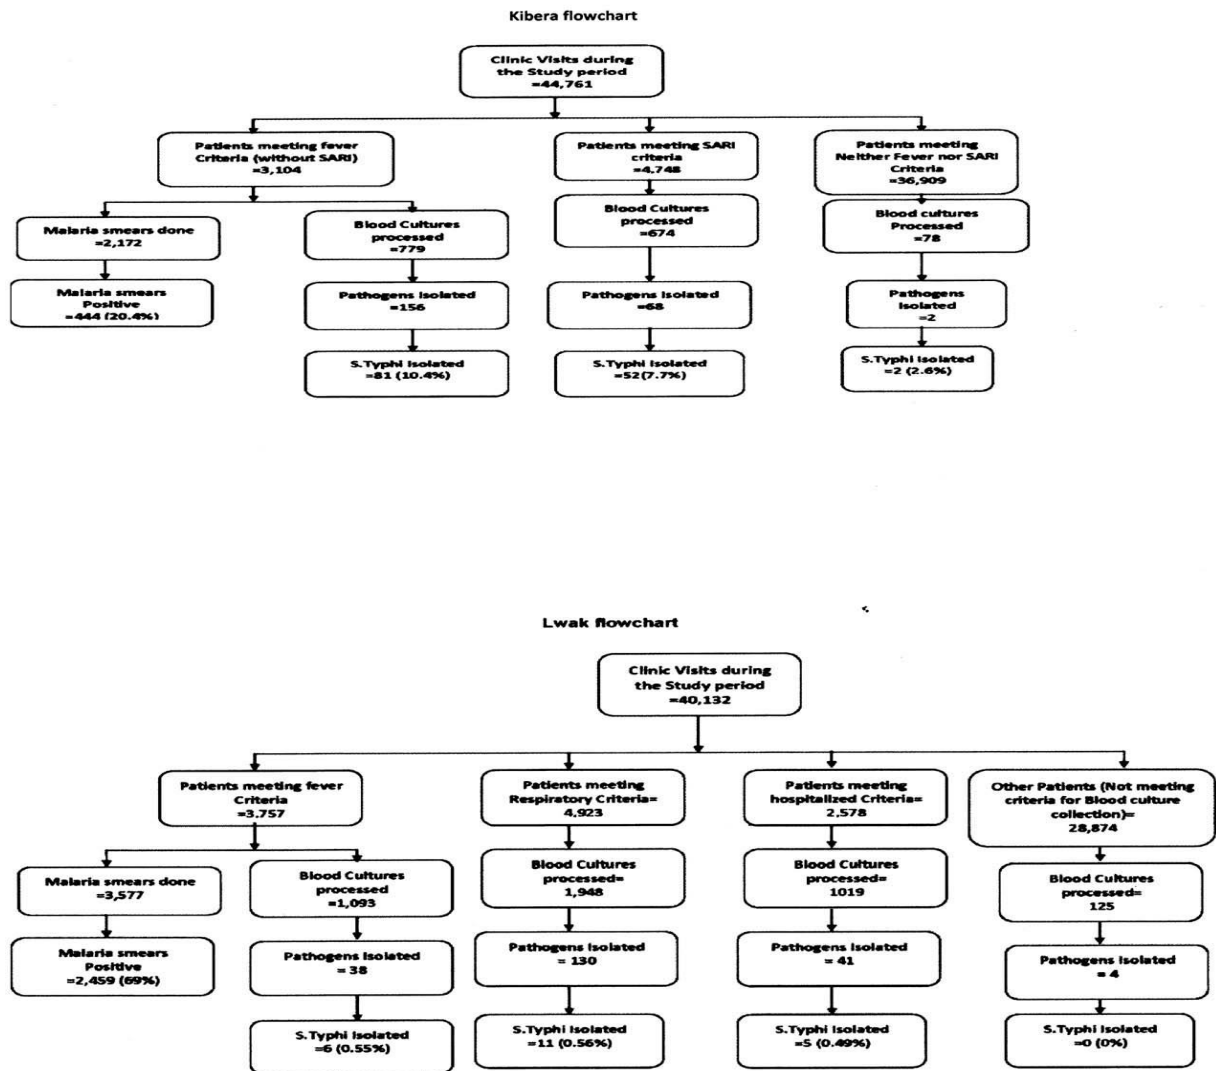 Kibera flowchart
Clinic Visits during
the Study period
=44,761
Patients meeting fever
Criteria (without SARI)
=3,104
Patients meeting SARI
criteria
=4,748
Patients meeting
Neither Fever nor SARI
Criteria
=36,909
Malaria smears done
=2,172
Blood Cultures
processed
=779
Blood Cultures
processed
=674
Blood cultures
Processed
=78
Malaria smears
Positive
=444 (20.4%)
Pathogens Isolated
=156
Pathogens Isolated
=68
Pathogens
Isolated
=2
S.Typhi Isolated
=81 (10.4%)
S.Typhi Isolated
=52(7.7%)
S.Typhi Isolated
=2 (2.6%)
Lwak flowchart
Clinic Visits during
the Study period
=40,132
Patients meeting fever
Criteria
=3.757
Patients meeting
Respiratory Criteria=
4,923
Patients meeting
hospitalized Criteria=
2,578
Other Patients (Not meeting
criteria for Blood culture
collection)=
28,874
Malaria smears done
=3,577
Blood Cultures
processed
=1,093
Blood Cultures
processed=
1,948
Blood Cultures
processed=
1019
Blood Cultures
processed=
125
Malaria smears
Positive
=2,459 (69%)
Pathogens Isolated
= 38
Pathogens Isolated
= 130
Pathogens Isolated
= 41
Pathogens Isolated
= 4
S.Typhi Isolated
=6 (0.55%)
S.Typhi Isolated
=11 (0.56%)
S.Typhi Isolated
=5 (0.49%)
S.Typhi Isolated
=0 (0%)